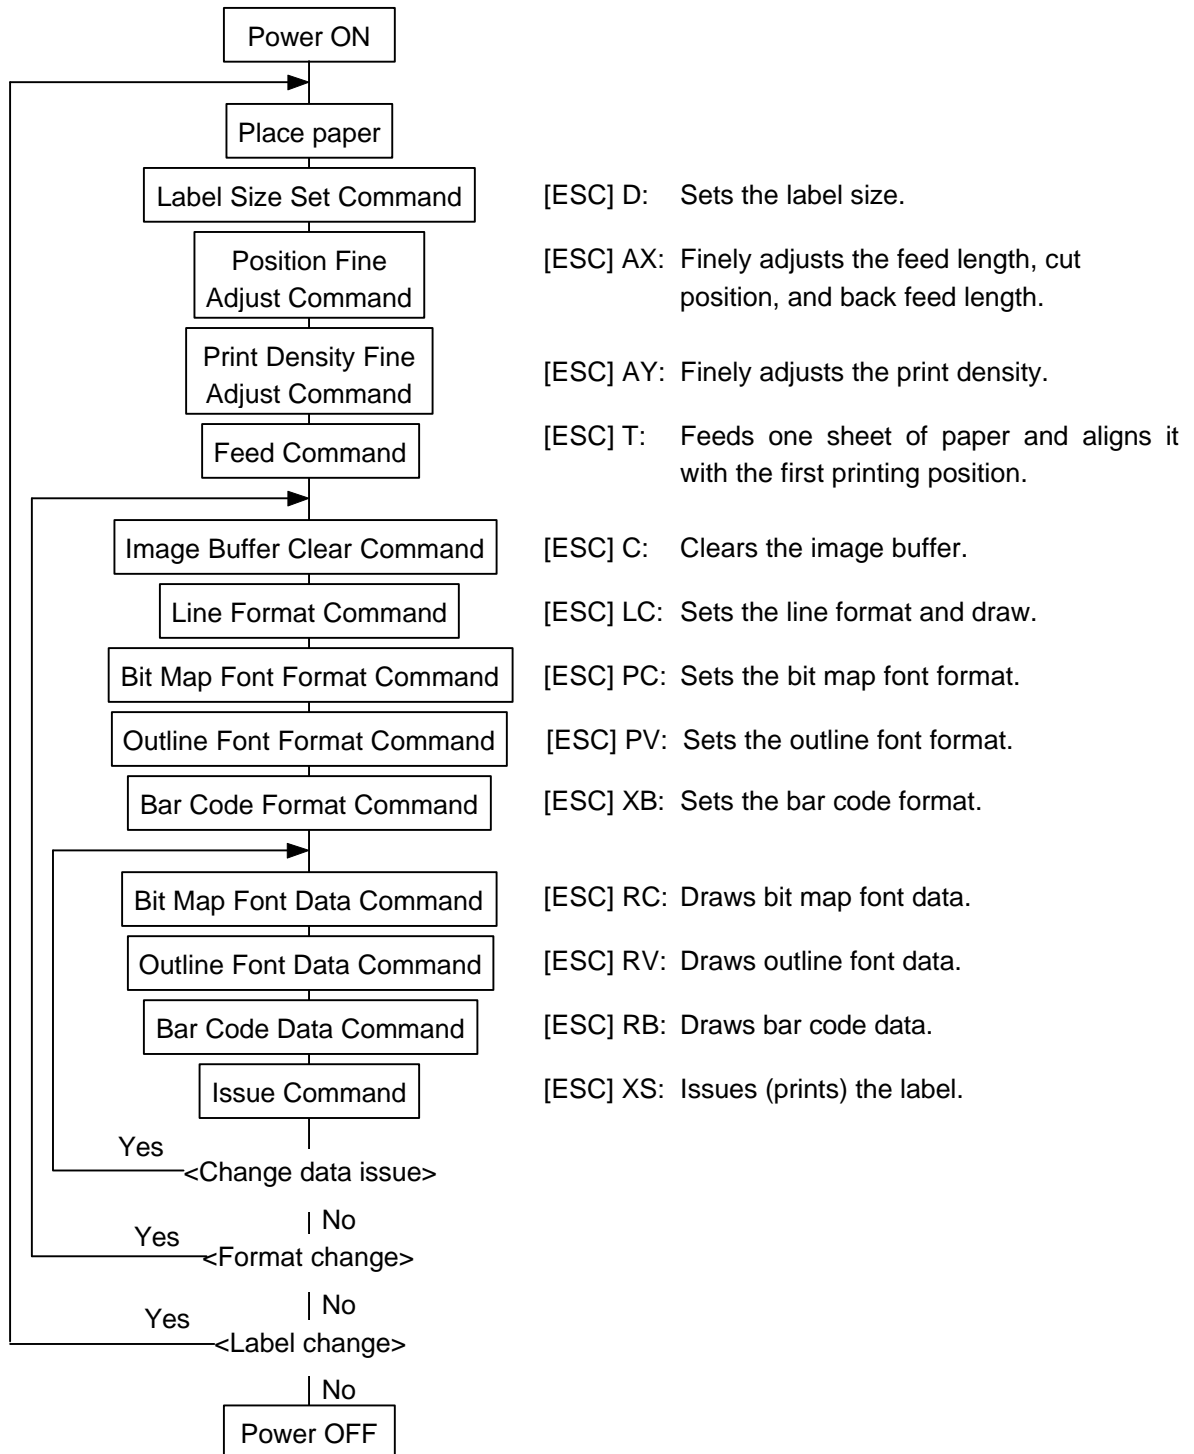 Power ON
Place paper
Label Size Set Command [ESC] D: Sets the label size.
Position Fine [ESC] AX: Finely adjusts the feed length, cut
Adjust Command position, and back feed length.
Print Density Fine
Adjust Command [ESC] AY: Finely adjusts the print density.
Feed Command [ESC] T: Feeds one sheet of paper and aligns it
with the first printing position.
Image Buffer Clear Command [ESC] C: Clears the image buffer.
Line Format Command [ESC] LC: Sets the line format and draw.
Bit Map Font Format Command [ESC] PC: Sets the bit map font format.
Outline Font Format Command [ESC] PV: Sets the outline font format.
Bar Code Format Command [ESC] XB: Sets the bar code format.
Bit Map Font Data Command [ESC] RC: Draws bit map font data.
Outline Font Data Command [ESC] RV: Draws outline font data.
Bar Code Data Command [ESC] RB: Draws bar code data.
Issue Command [ESC] XS: Issues (prints) the label.
Yes
<Change data issue>
No
Yes
<Format change>
No
Yes
<Label change>
No
Power OFF